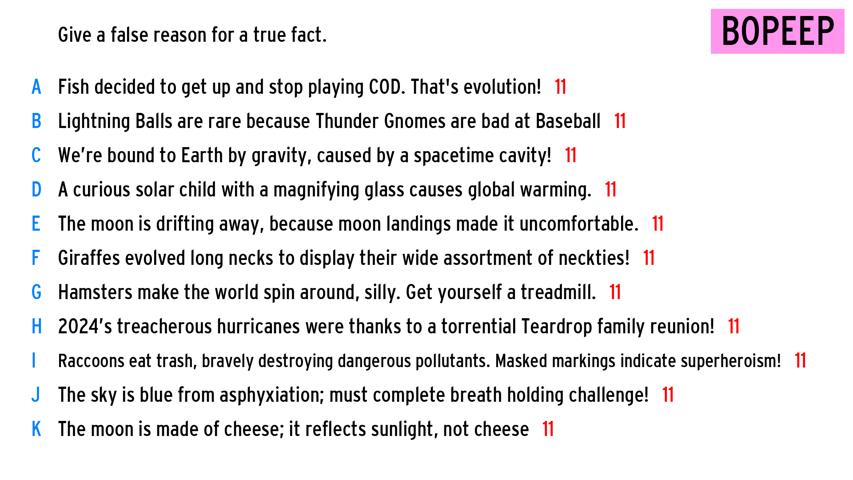 Give a false reason for a true fact.
BOPEEP
A Fish decided to get up and stop playing COD. That's evolution! 11
B Lightning Balls are rare because Thunder Gnomes are bad at Baseball 11
C We're bound to Earth by gravity, caused by a spacetime cavity! 11
D A curious solar child with a magnifying glass causes global warming. 11
E The moon is drifting away, because moon landings made it uncomfortable. 11
F Giraffes evolved long necks to display their wide assortment of neckties! 11
G Hamsters make the world spin around, silly. Get yourself a treadmill. 11
H 2024's treacherous hurricanes were thanks to a torrential Teardrop family reunion! 11
I Raccoons eat trash, bravely destroying dangerous pollutants. Masked markings indicate superheroism! 11
J The sky is blue from asphyxiation; must complete breath holding challenge! 11
K The moon is made of cheese; it reflects sunlight, not cheese 11